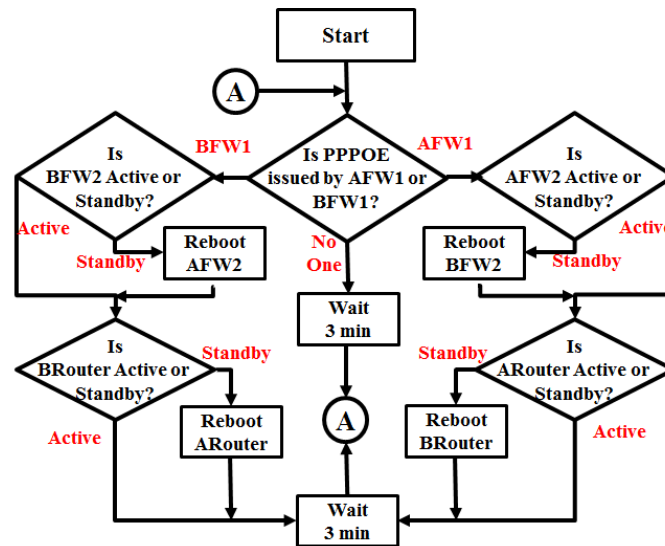 Start
A
BFW1
AFW1
Is
BFW2 Active or
Standby?
Is PPPOE
issued by AFW1 or
BFW1?
Is
AFW2 Active or
Standby?
Active
Active
Reboot
AFW2
Standby
No
One
Reboot
BFW2
Standby
Wait
3 min
Is
BRouter Active or
Standby?
Standby
Standby
Is
ARouter Active or
Standby?
Active
Reboot
ARouter
A
Reboot
BRouter
Active
Wait
3 min